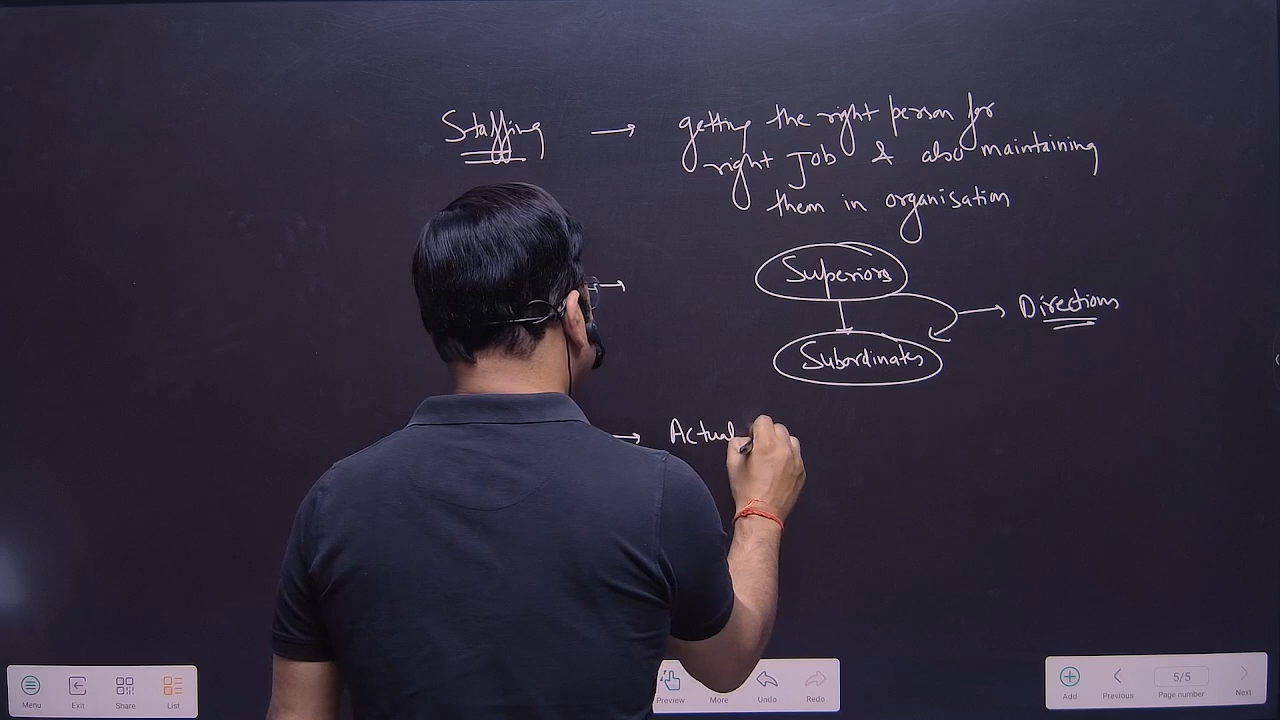 Staffing → getting the right person for
right Job & also maintaining
them in organisation
Superiors
→ Directions
Subordinates
→ Actual
Menu Exit Share List
Preview More Undo Redo
Add Previous 5/5 Page number Next